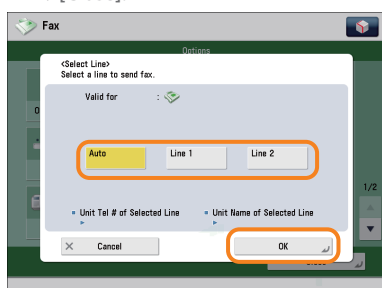 Fax
Options
<Select Line>
Select a line to send fax.
Valid for :
0
Auto Line 1 Line 2
1/2
Unit Tel # of Selected Line Unit Name of Selected Line
× Cancel OK